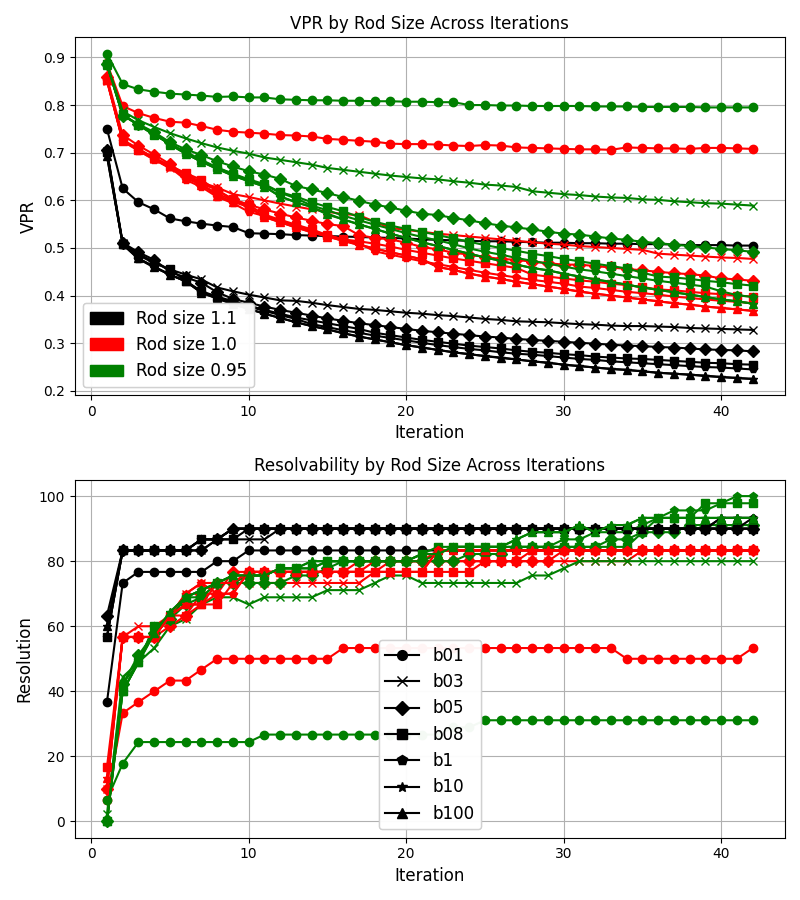 VPR by Rod Size Across Iterations
0.9
0.8
0.7
0.6
0.5
0.4
0.3
0.2
VPR
Rod size 1.1
Rod size 1.0
Rod size 0.95
0
10
20
30
40
Iteration
Resolvability by Rod Size Across Iterations
100
80
60
40
20
0
Resolution
b01
b03
b05
b08
b1
b10
b100
0
10
20
30
40
Iteration